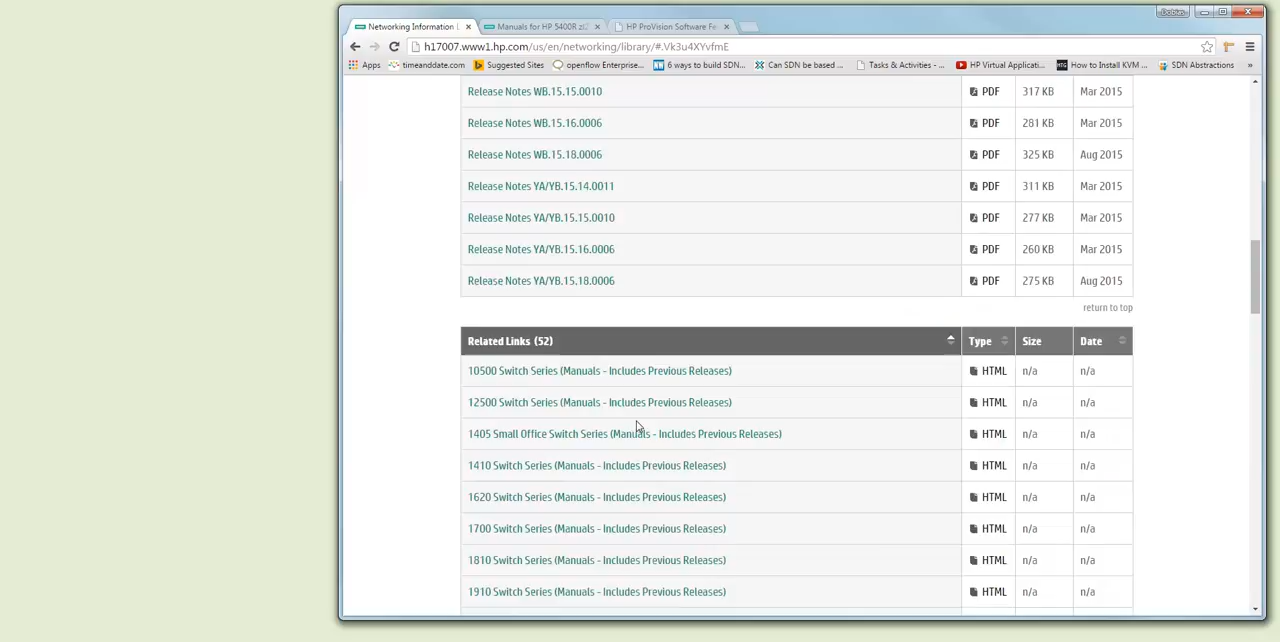 Dobias
Networking Information L
Manuals for HP 5400R zl2
HP ProVision Software Fe
h17007.www1.hp.com/us/en/networking/library/#.Vk3u4XYvfmE
Apps timeanddate.com Suggested Sites openflow Enterprise... 6 ways to build SDN... Can SDN be based ... Tasks & Activities - ... HP Virtual Applicati... HTG How to Install KVM ... SDN Abstractions »
Release Notes WB.15.15.0010 PDF 317 KB Mar 2015
Release Notes WB.15.16.0006 PDF 281 KB Mar 2015
Release Notes WB.15.18.0006 PDF 325 KB Aug 2015
Release Notes YA/YB.15.14.0011 PDF 311 KB Mar 2015
Release Notes YA/YB.15.15.0010 PDF 277 KB Mar 2015
Release Notes YA/YB.15.16.0006 PDF 260 KB Mar 2015
Release Notes YA/YB.15.18.0006 PDF 275 KB Aug 2015
return to top
Related Links (52) Type Size Date
10500 Switch Series (Manuals - Includes Previous Releases) HTML n/a n/a
12500 Switch Series (Manuals - Includes Previous Releases) HTML n/a n/a
1405 Small Office Switch Series (Manuals - Includes Previous Releases) HTML n/a n/a
1410 Switch Series (Manuals - Includes Previous Releases) HTML n/a n/a
1620 Switch Series (Manuals - Includes Previous Releases) HTML n/a n/a
1700 Switch Series (Manuals - Includes Previous Releases) HTML n/a n/a
1810 Switch Series (Manuals - Includes Previous Releases) HTML n/a n/a
1910 Switch Series (Manuals - Includes Previous Releases) HTML n/a n/a